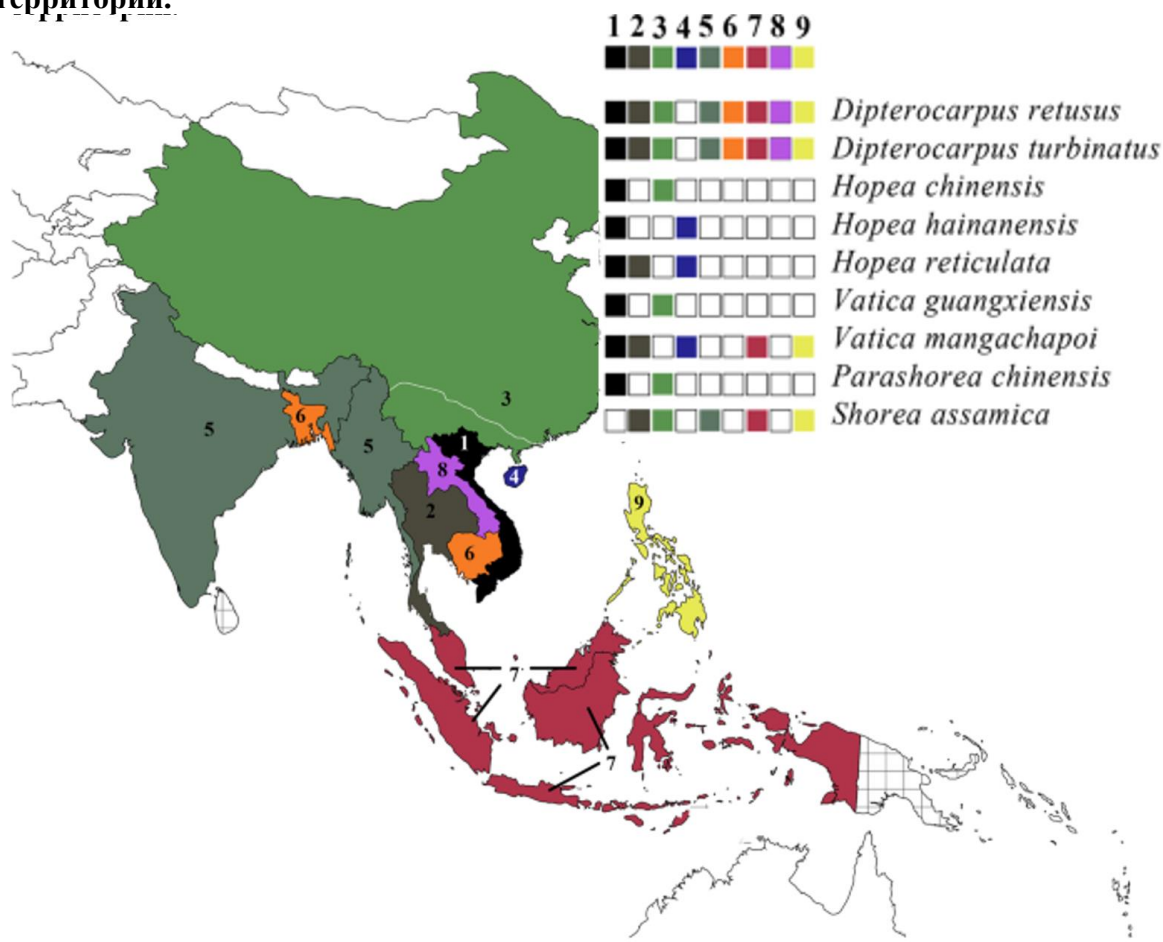 территории.
1 2 3 4 5 6 7 8 9
Dipterocarpus retusus
Dipterocarpus turbinatus
Hopea chinensis
Hopea hainanensis
Hopea reticulata
Vatica guangxiensis
Vatica mangachapoi
Parashorea chinensis
Shorea assamica
3
5
6
5
1
8
4
2
6
9
7
7